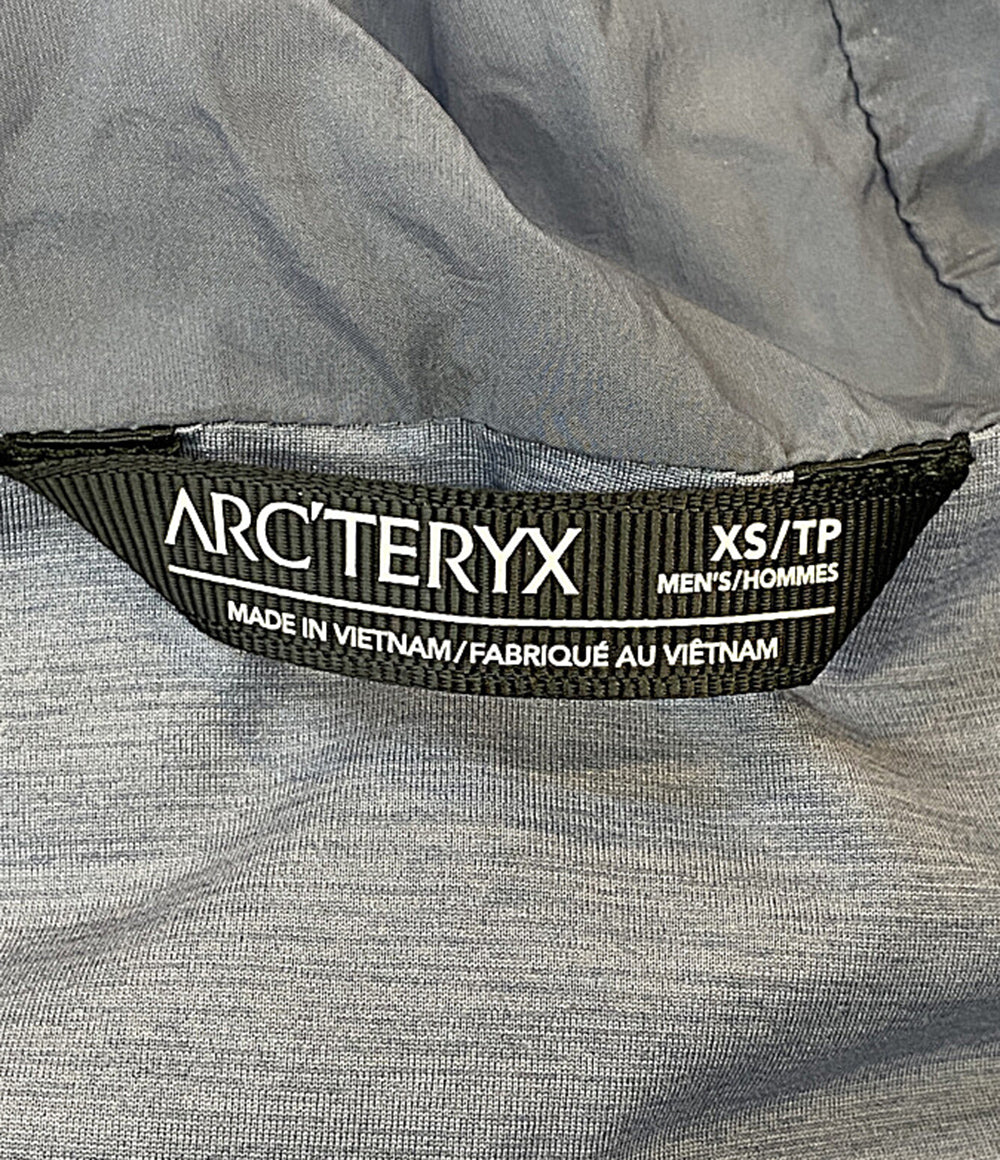 ARC'TERYX
XS/TP
MEN'S/HOMMES
MADE IN VIETNAM/FABRIQUÉ AU VIÊTNAM